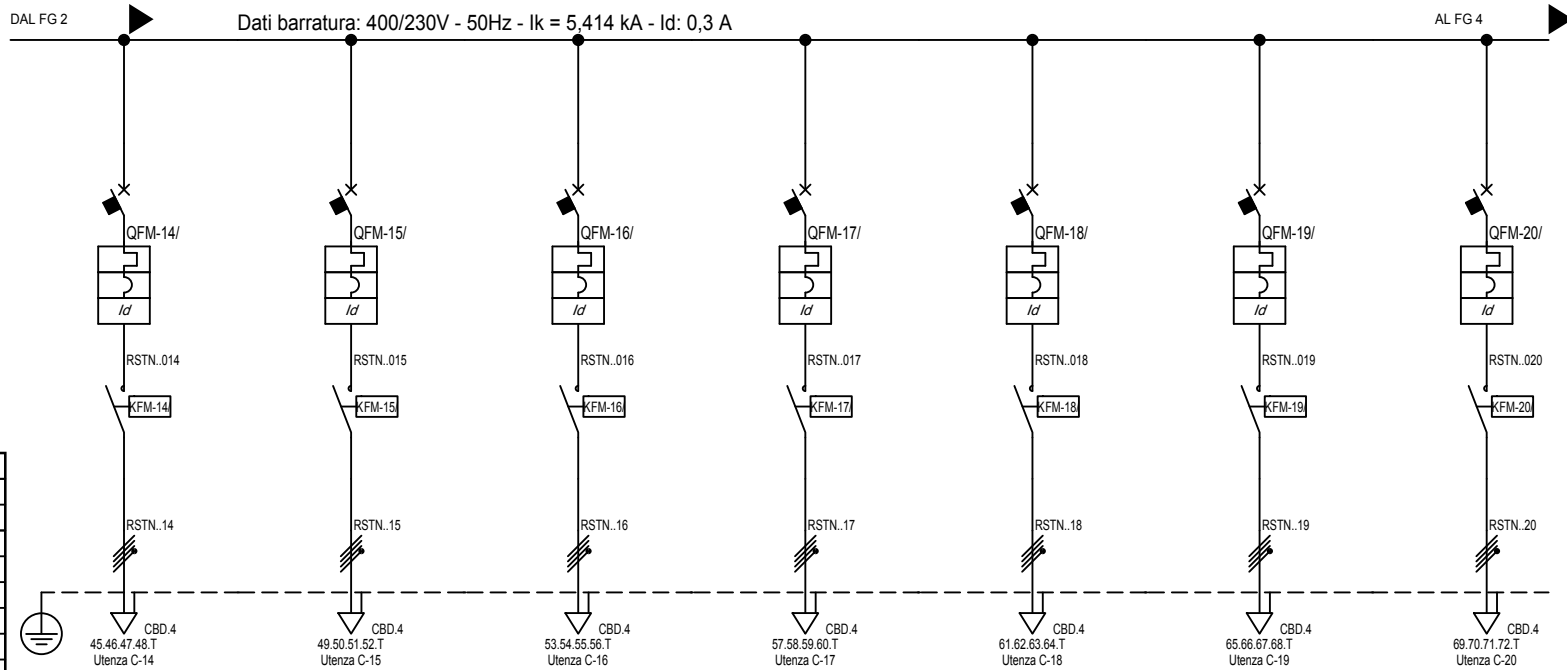 DAL FG 2
Dati barratura: 400/230V - 50Hz - Ik = 5,414 kA - Id: 0,3 A
AL FG 4
QFM-14/ QFM-15/ QFM-16/ QFM-17/ QFM-18/ QFM-19/ QFM-20/
Id Id Id Id Id Id Id
RSTN..014 RSTN..015 RSTN..016 RSTN..017 RSTN..018 RSTN..019 RSTN..020
KFM-14/ KFM-15/ KFM-16/ KFM-17/ KFM-18/ KFM-19/ KFM-20/
RSTN..14 RSTN..15 RSTN..16 RSTN..17 RSTN..18 RSTN..19 RSTN..20
CBD.4 CBD.4 CBD.4 CBD.4 CBD.4 CBD.4 CBD.4
45.46.47.48.T 49.50.51.52.T 53.54.55.56.T 57.58.59.60.T 61.62.63.64.T 65.66.67.68.T 69.70.71.72.T
Utenza C-14 Utenza C-15 Utenza C-16 Utenza C-17 Utenza C-18 Utenza C-19 Utenza C-20